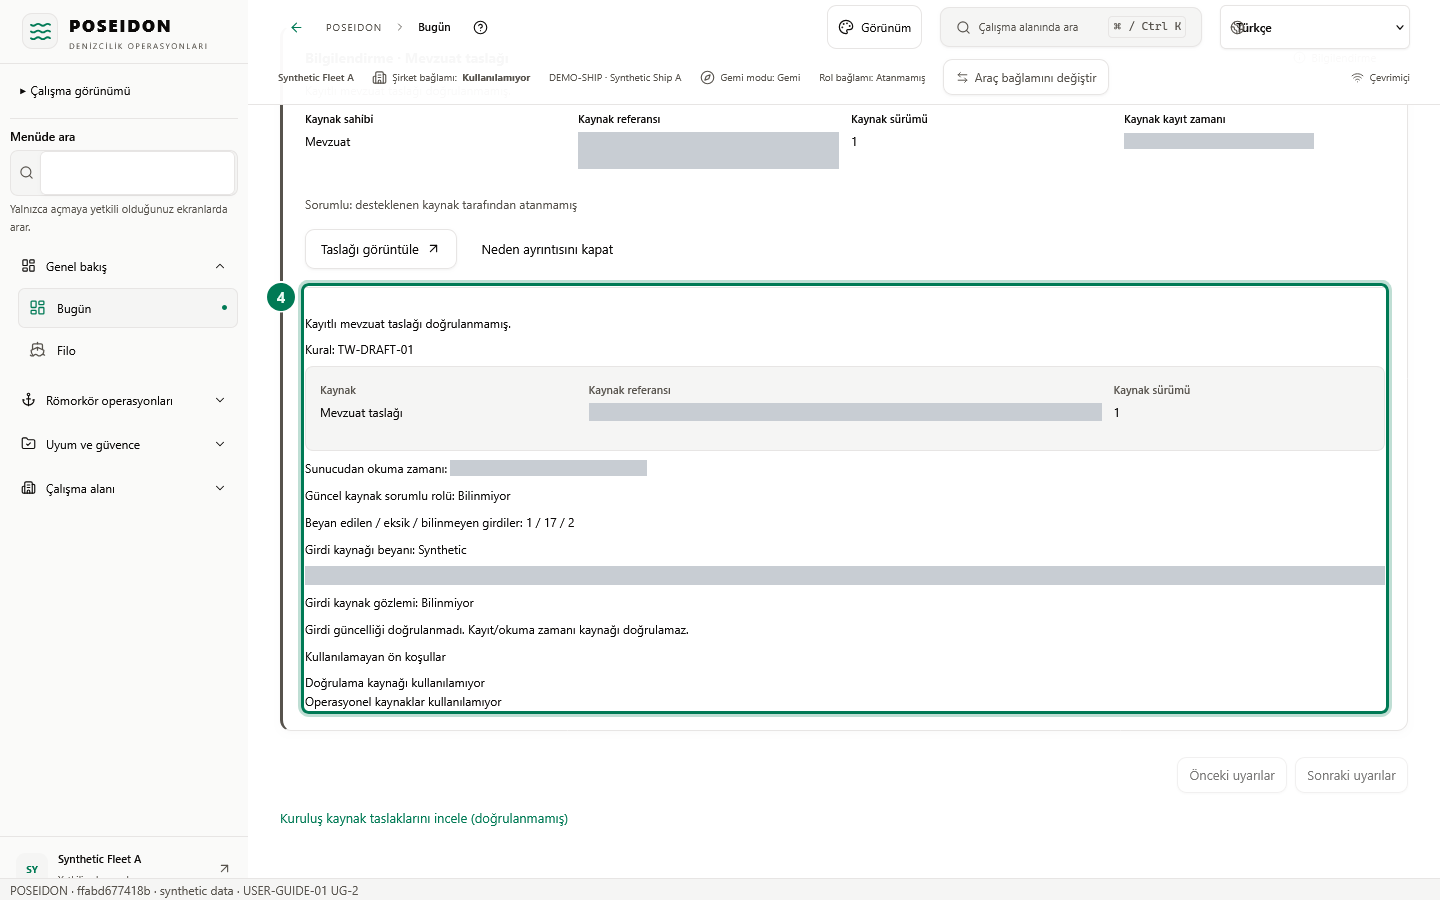 POSEIDON
DENİZCİLİK OPERASYONLARI
Çalışma görünümü
Menüde ara
Yalnızca açmaya yetkili olduğunuz ekranlarda
arar.
Genel bakış
Bugün
Filo
Römorkör operasyonları
Uyum ve güvence
Çalışma alanı
SY
Synthetic Fleet A
POSEIDON
Bugün
Görünüm
Çalışma alanında ara
⌘ / Ctrl K
Türkçe
Bilgilendirme · Mevzuat taslağı
Synthetic Fleet A
Şirket bağlamı: Kullanılamıyor
DEMO-SHIP · Synthetic Ship A
Gemi modu: Gemi
Rol bağlamı: Atanmamış
Araç bağlamını değiştir
Çevrimiçi
Kaynak sahibi
Kaynak referansı
Kaynak sürümü
Kaynak kayıt zamanı
Mevzuat
1
Sorumlu: desteklenen kaynak tarafından atanmamış
Taslağı görüntüle
Neden ayrıntısını kapat
4
Kayıtlı mevzuat taslağı doğrulanmamış.
Kural: TW-DRAFT-01
Kaynak
Kaynak referansı
Kaynak sürümü
Mevzuat taslağı
1
Sunucudan okuma zamanı:
Güncel kaynak sorumlu rolü: Bilinmiyor
Beyan edilen / eksik / bilinmeyen girdiler: 1 / 17 / 2
Girdi kaynağı beyanı: Synthetic
Girdi kaynak gözlemi: Bilinmiyor
Girdi güncelliği doğrulanmadı. Kayıt/okuma zamanı kaynağı doğrulamaz.
Kullanılamayan ön koşullar
Doğrulama kaynağı kullanılamıyor
Operasyonel kaynaklar kullanılamıyor
Önceki uyarılar
Sonraki uyarılar
Kuruluş kaynak taslaklarını incele (doğrulanmamış)
POSEIDON · ffabd677418b · synthetic data · USER-GUIDE-01 UG-2